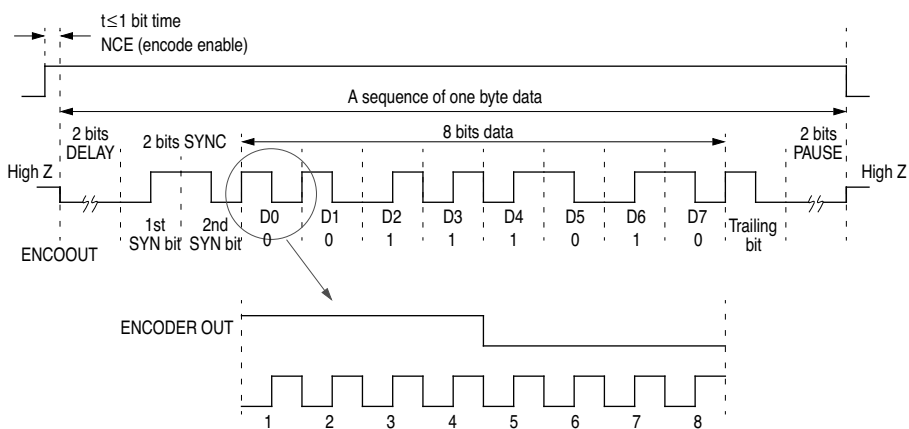 t≤1 bit time
NCE (encode enable)
A sequence of one byte data
2 bits
DELAY
2 bits SYNC
8 bits data
2 bits
PAUSE
High Z
High Z
1st
SYN bit
2nd
SYN bit
D0
0
D1
0
D2
1
D3
1
D4
1
D5
0
D6
1
D7
0
Trailing
bit
ENCOOUT
ENCODER OUT
1 2 3 4 5 6 7 8